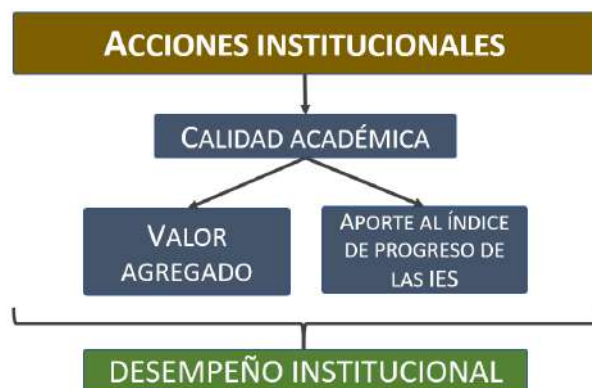 ACCIONES INSTITUCIONALES
CALIDAD ACADÉMICA
VALOR
AGREGADO
APORTE AL ÍNDICE
DE PROGRESO DE
LAS IES
DESEMPEÑO INSTITUCIONAL